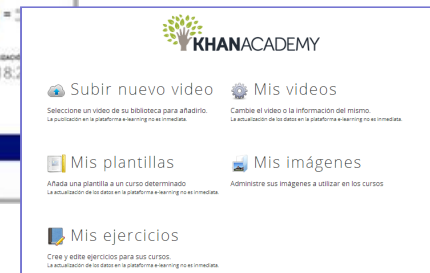 KHANACADEMY
Subir nuevo video
Seleccione un video de su biblioteca para añadirlo.
La publicación en la plataforma e-learning no es inmediata.
Mis videos
Cambie el video o la información del mismo.
La actualización de los datos en la plataforma e-learning no es inmediata.
Mis plantillas
Añada una plantilla a un curso determinado
La actualización de los datos en la plataforma e-learning no es inmediata.
Mis imágenes
Administre sus imágenes a utilizar en los cursos
Mis ejercicios
Cree y edite ejercicios para sus cursos.
La actualización de los datos en la plataforma e-learning no es inmediata.